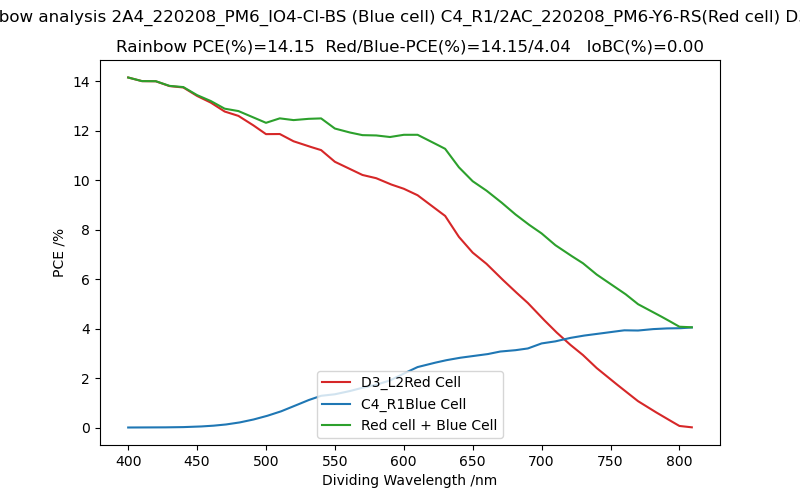 bow analysis 2A4_220208_PM6_IO4-Cl-BS (Blue cell) C4_R1/2AC_220208_PM6-Y6-RS(Red cell) D
Rainbow PCE(%)=14.15 Red/Blue-PCE(%)=14.15/4.04 IoBC(%)=0.00
PCE /%
14
12
10
8
6
4
2
0
D3_L2Red Cell
C4_R1Blue Cell
Red cell + Blue Cell
400
450
500
550
600
650
700
750
800
Dividing Wavelength /nm